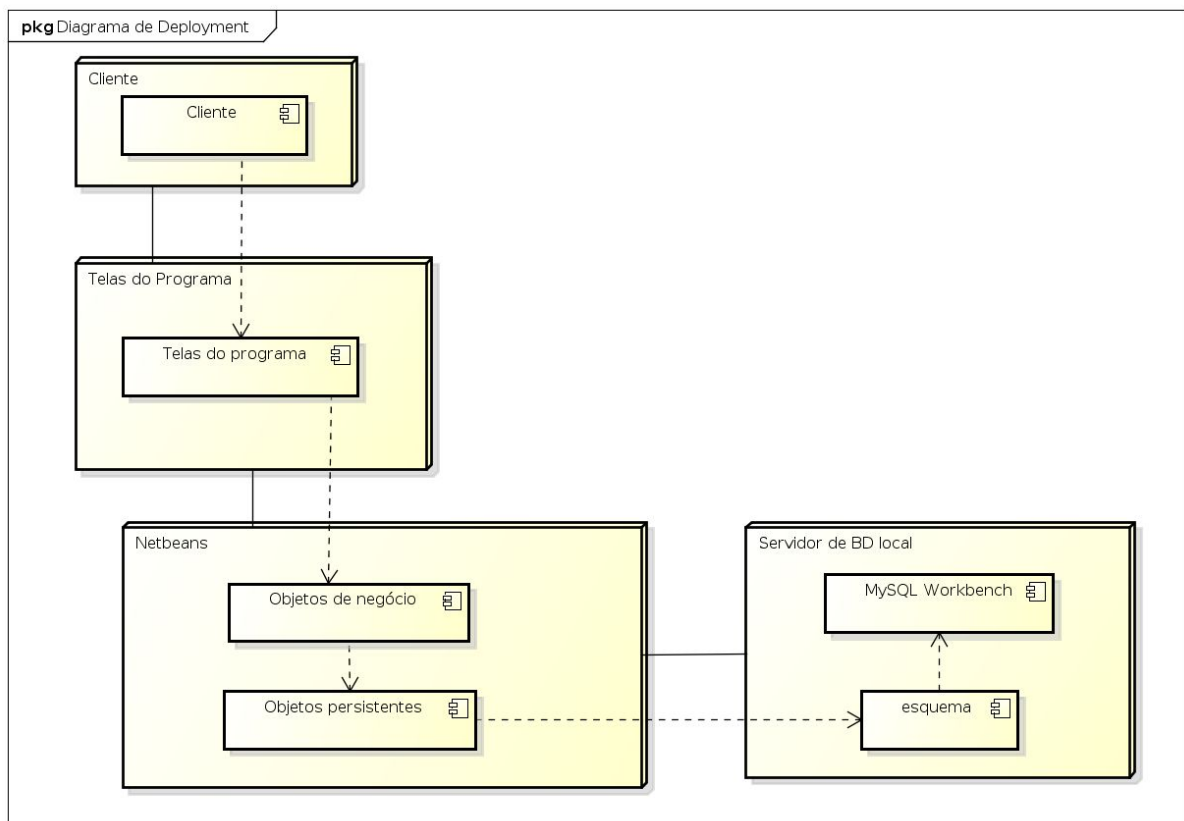 pkg Diagrama de Deployment
Cliente
Cliente
Telas do Programa
Telas do programa
Netbeans
Objetos de negócio
Objetos persistentes
Servidor de BD local
MySQL Workbench
esquema